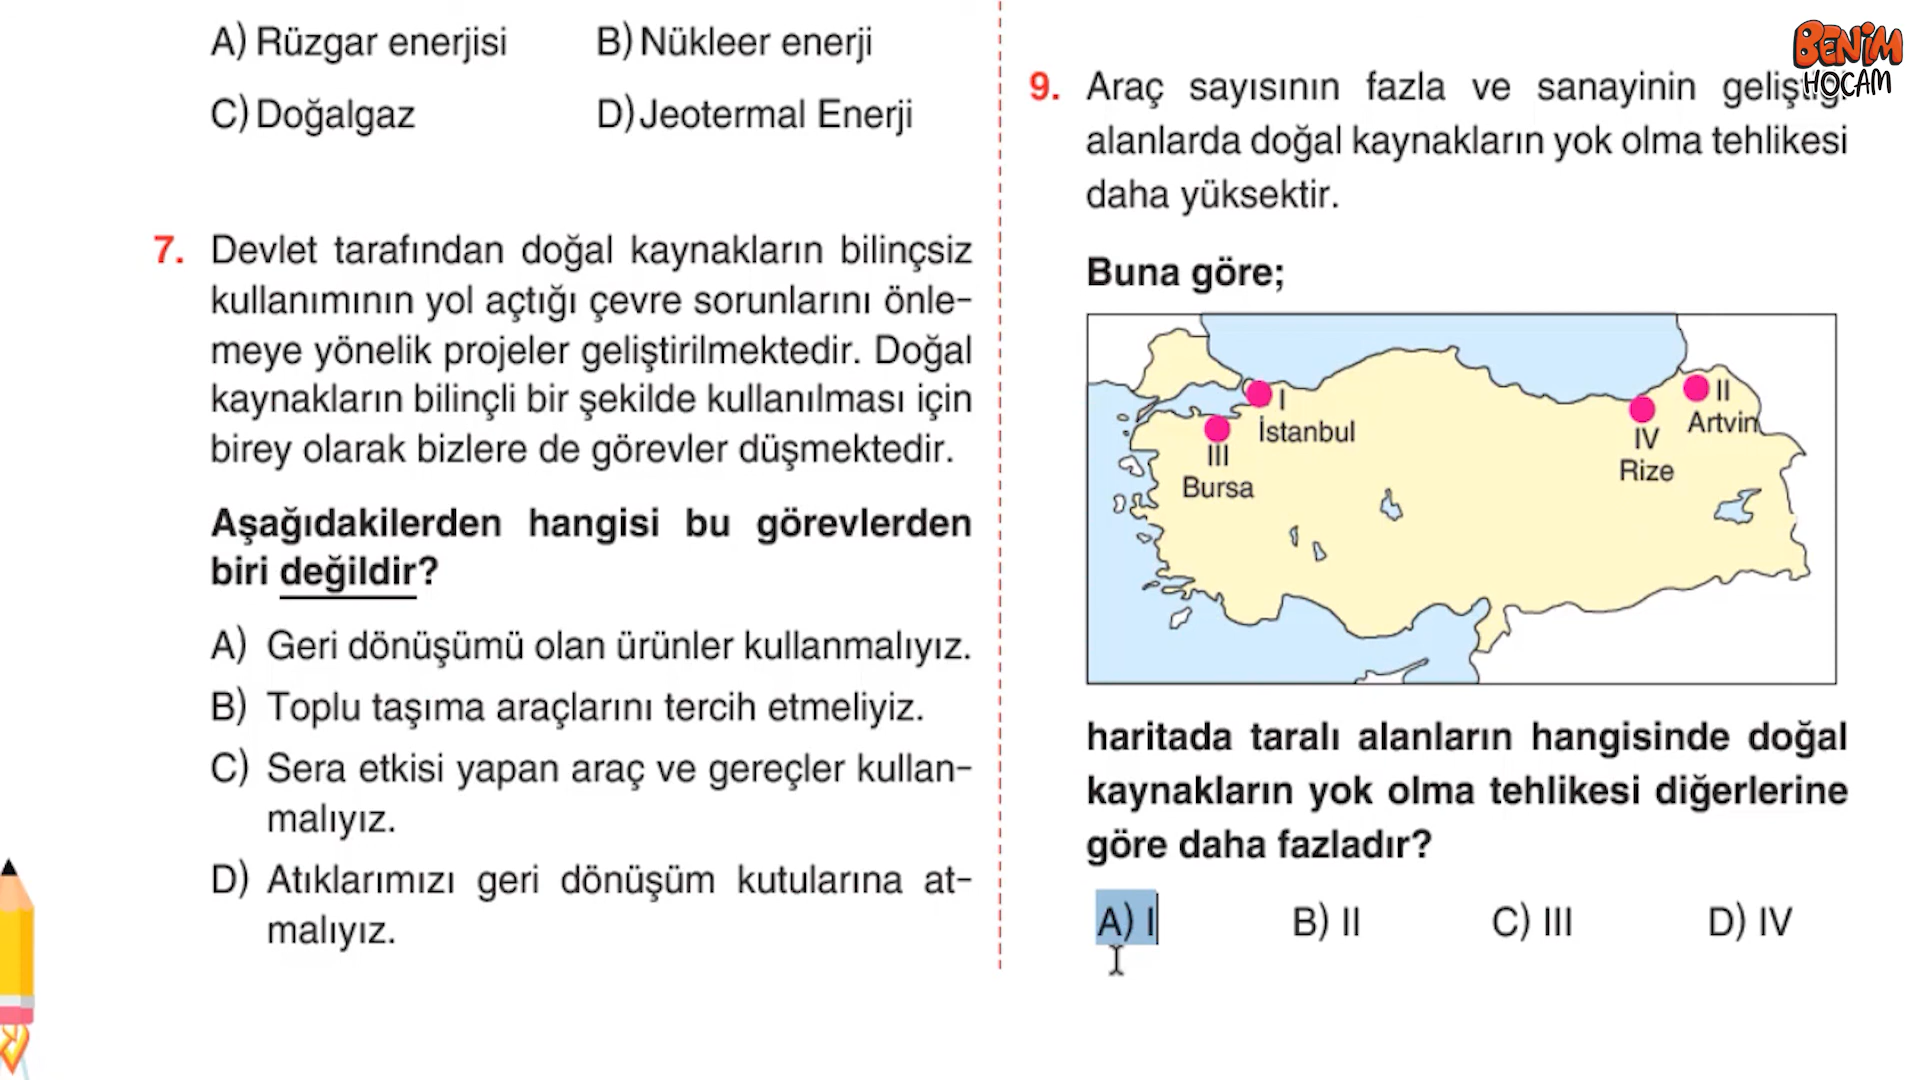 A) Rüzgar enerjisi B) Nükleer enerji
C) Doğalgaz D) Jeotermal Enerji
7. Devlet tarafından doğal kaynakların bilinçsiz
kullanımının yol açtığı çevre sorunlarını önle-
meye yönelik projeler geliştirilmektedir. Doğal
kaynakların bilinçli bir şekilde kullanılması için
birey olarak bizlere de görevler düşmektedir.
Aşağıdakilerden hangisi bu görevlerden
biri değildir?
A) Geri dönüşümü olan ürünler kullanmalıyız.
B) Toplu taşıma araçlarını tercih etmeliyiz.
C) Sera etkisi yapan araç ve gereçler kullan-
malıyız.
D) Atıklarımızı geri dönüşüm kutularına at-
malıyız.
BENİM
HOCAM
9. Araç sayısının fazla ve sanayinin geliştiği
alanlarda doğal kaynakların yok olma tehlikesi
daha yüksektir.
Buna göre;
I
İstanbul
III
Bursa
II
Artvin
IV
Rize
haritada taralı alanların hangisinde doğal
kaynakların yok olma tehlikesi diğerlerine
göre daha fazladır?
A) I B) II C) III D) IV